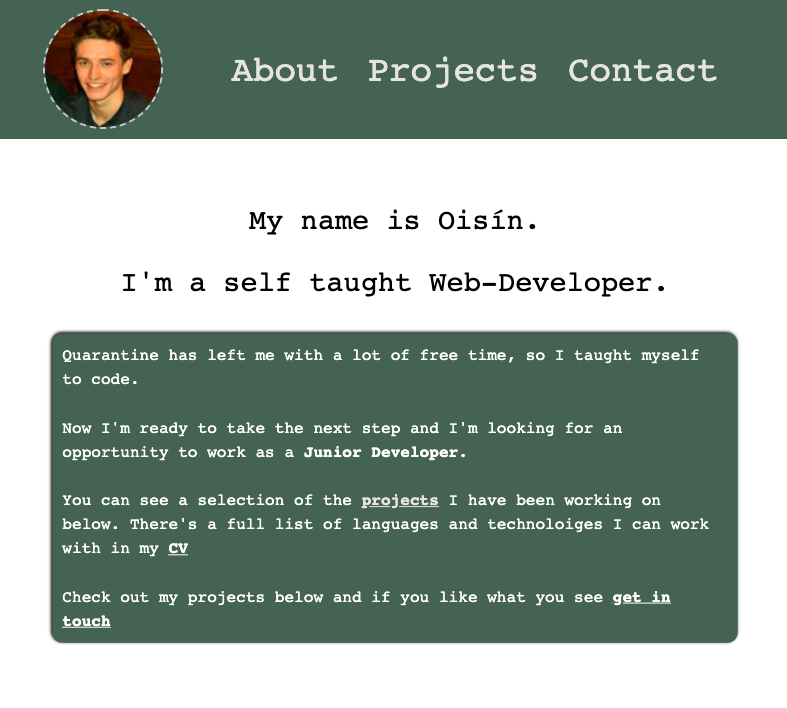 About Projects Contact
My name is Oisín.
I'm a self taught Web-Developer.
Quarantine has left me with a lot of free time, so I taught myself
to code.
Now I'm ready to take the next step and I'm looking for an
opportunity to work as a Junior Developer.
You can see a selection of the projects I have been working on
below. There's a full list of languages and technoloiges I can work
with in my CV
Check out my projects below and if you like what you see get in
touch